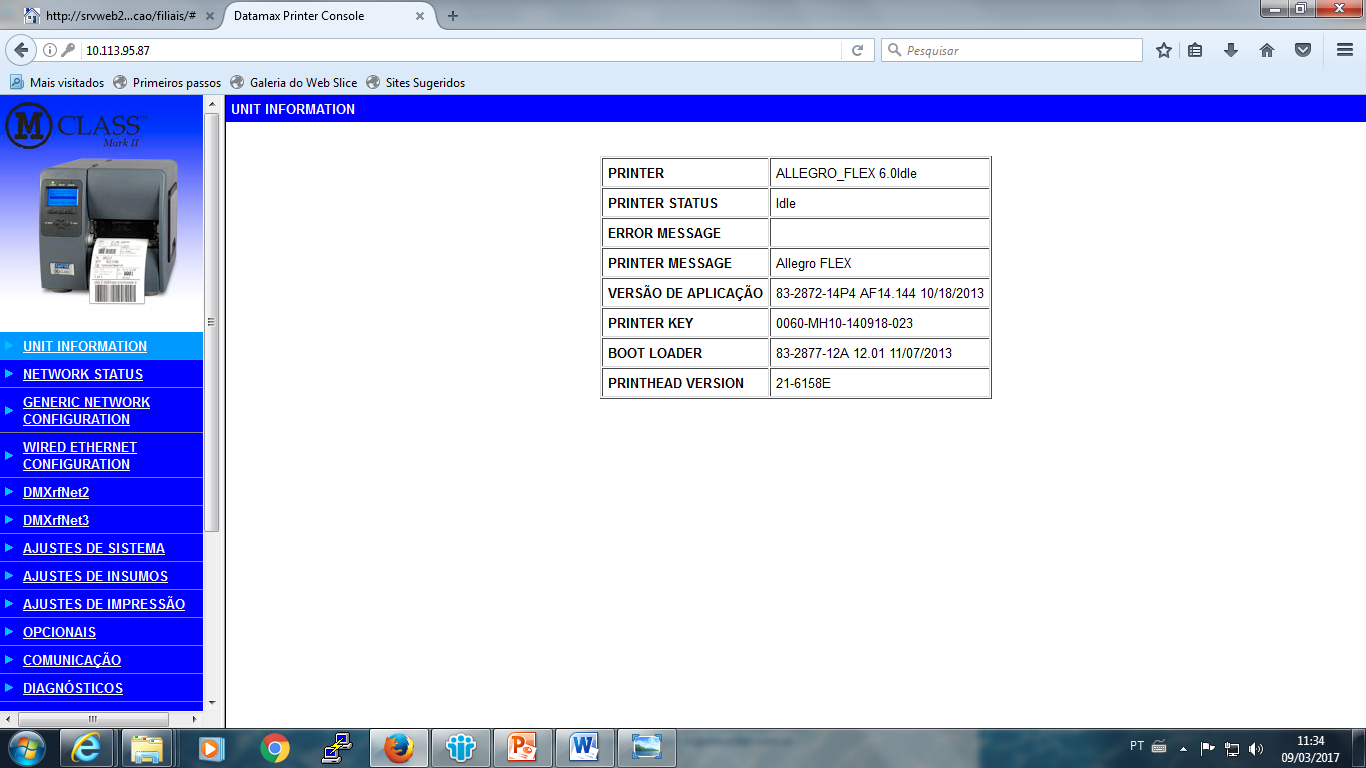 http://srvweb2...cao/filiais/#
Datamax Printer Console
10.113.95.87
Pesquisar
Mais visitados
Primeiros passos
Galeria do Web Slice
Sites Sugeridos
M CLASS™
Mark II
UNIT INFORMATION
NETWORK STATUS
GENERIC NETWORK
CONFIGURATION
WIRED ETHERNET
CONFIGURATION
DMXrfNet2
DMXrfNet3
AJUSTES DE SISTEMA
AJUSTES DE INSUMOS
AJUSTES DE IMPRESSÃO
OPCIONAIS
COMUNICAÇÃO
DIAGNÓSTICOS
UNIT INFORMATION
PRINTER ALLEGRO_FLEX 6.0Idle
PRINTER STATUS Idle
ERROR MESSAGE
PRINTER MESSAGE Allegro FLEX
VERSÃO DE APLICAÇÃO 83-2872-14P4 AF14.144 10/18/2013
PRINTER KEY 0060-MH10-140918-023
BOOT LOADER 83-2877-12A 12.01 11/07/2013
PRINTHEAD VERSION 21-6158E
PT
11:34
09/03/2017